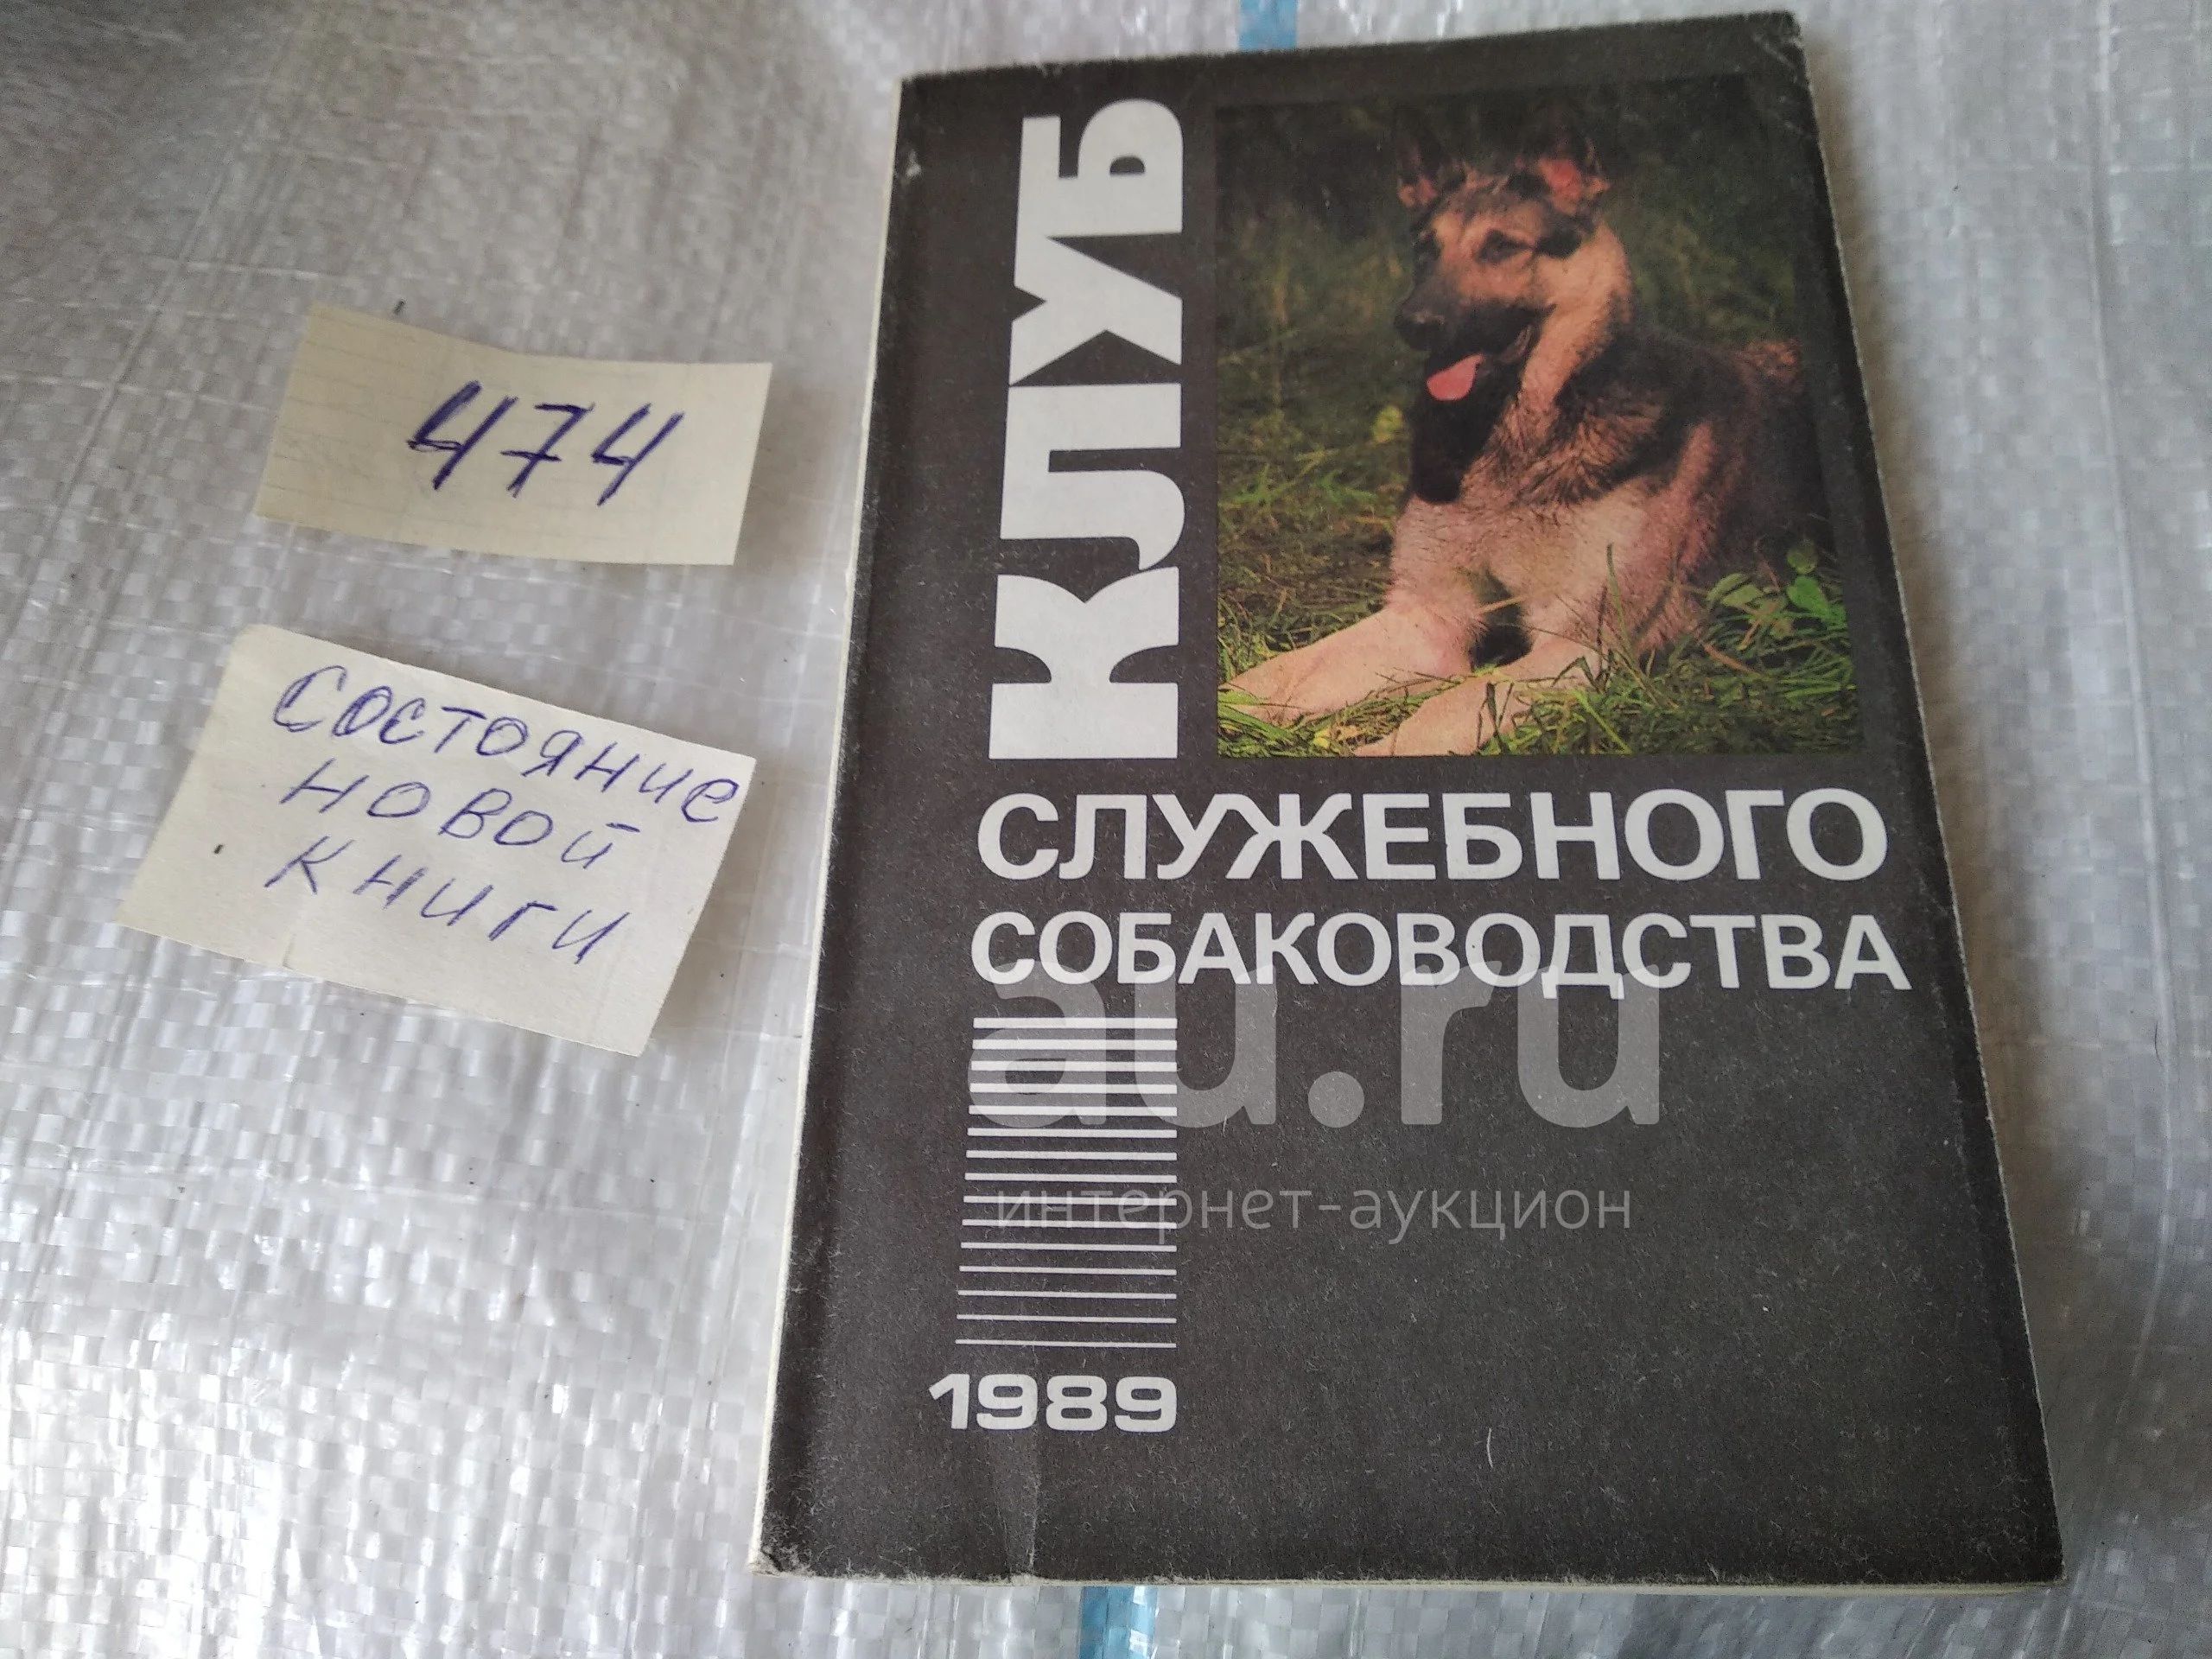 474
Состояние
новой
книги
КЛУБ
СЛУЖЕБНОГО
СОБАКОВОДСТВА
au.ru
интернет-аукцион
1989